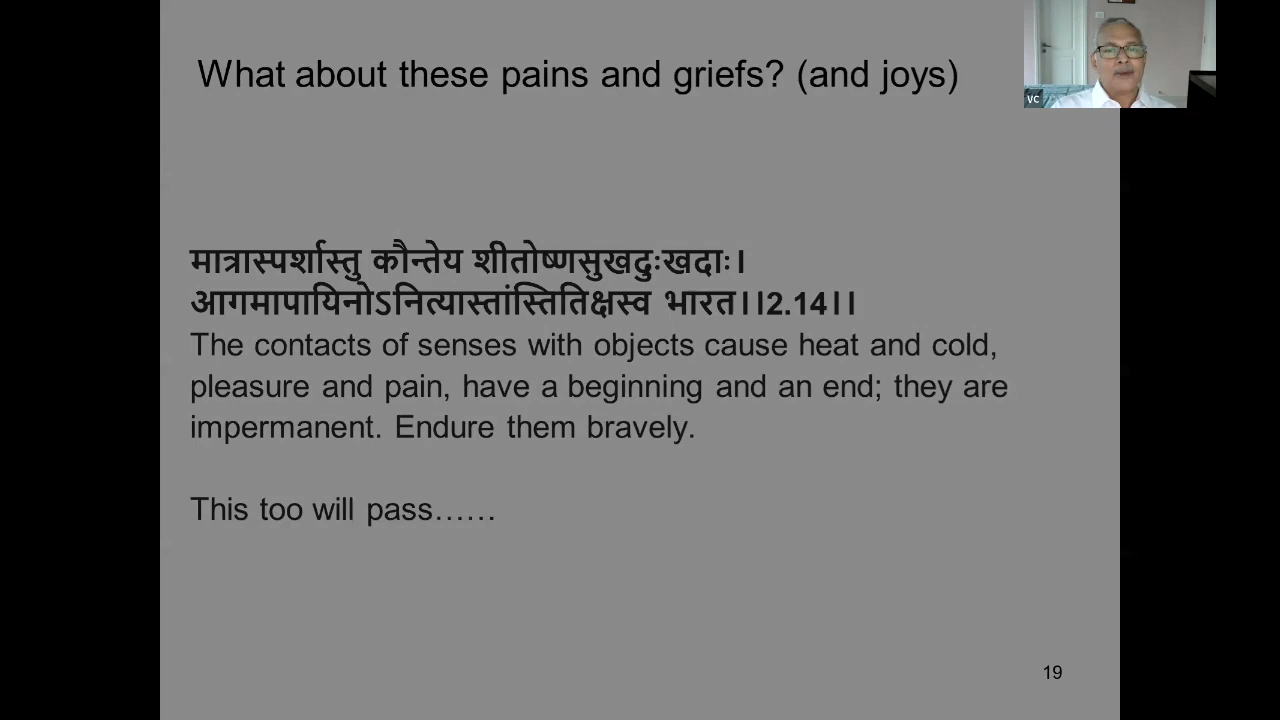 What about these pains and griefs? (and joys)
VC
मात्रास्पर्शास्तु कौन्तेय शीतोष्णसुखदुःखदाः।
आगमापायिनोऽनित्यास्तांस्तितिक्षस्व भारत।।2.14।।
The contacts of senses with objects cause heat and cold,
pleasure and pain, have a beginning and an end; they are
impermanent. Endure them bravely.
This too will pass……
19